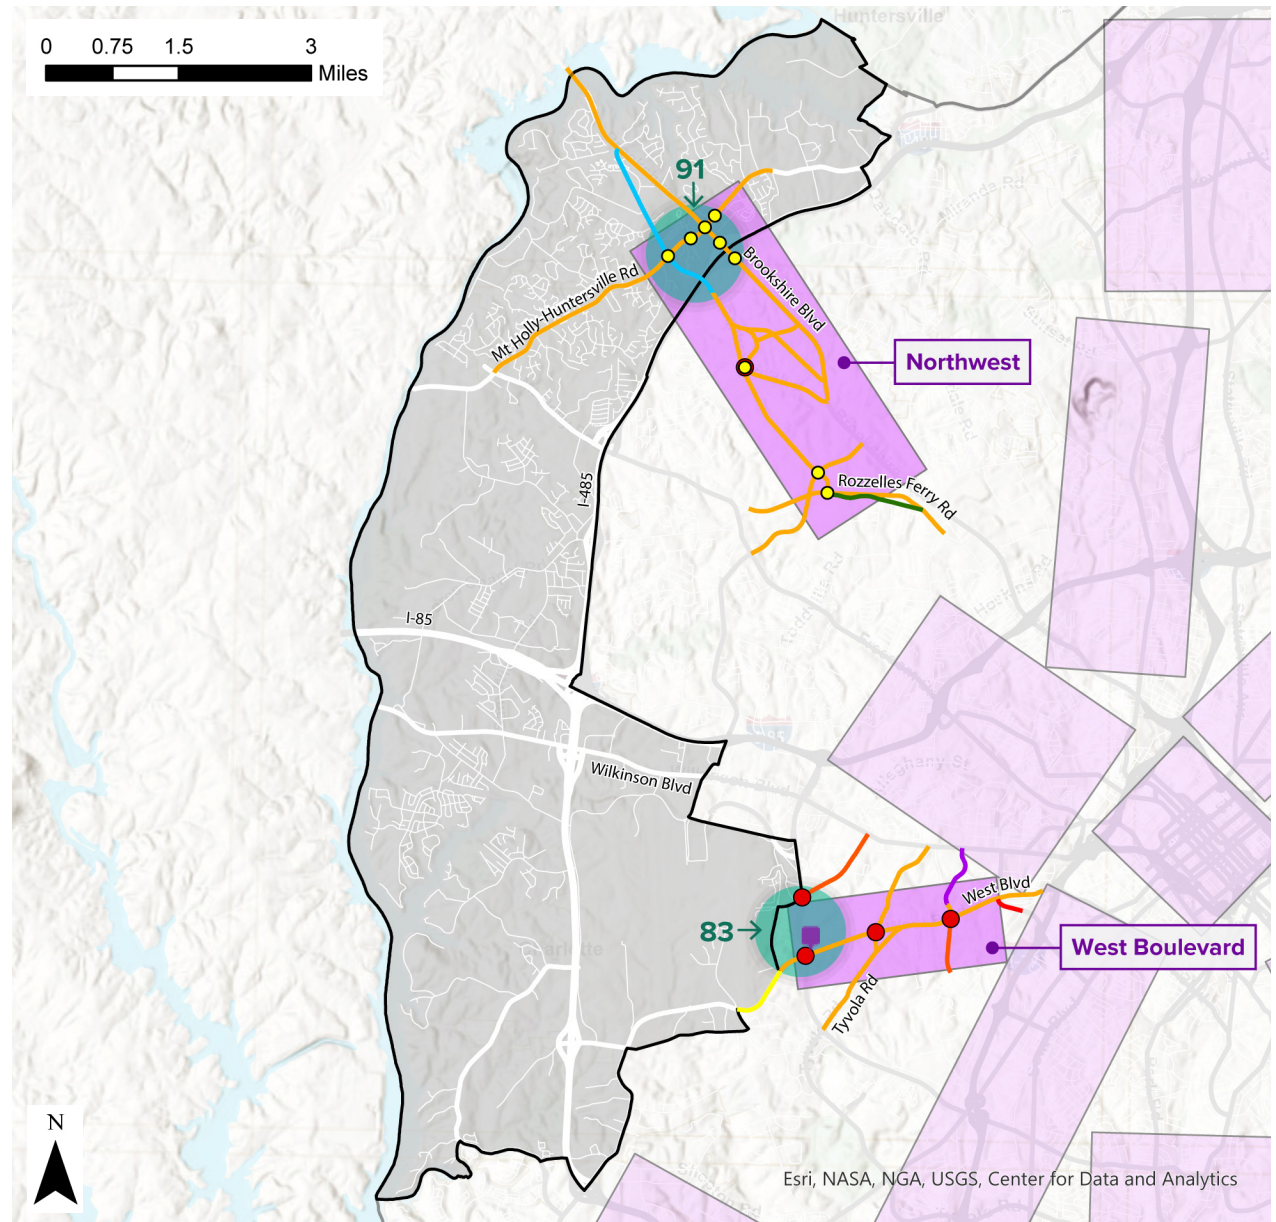 Huntersville
0 0.75 1.5 3
Miles
91
Mt Holly-Huntersville Rd
Brookshire Blvd
Northwest
Rozzelles Ferry Rd
I-485
I-85
Wilkinson Blvd
West Blvd
83
Charlotte
West Boulevard
Tyvola Rd
N
Esri, NASA, NGA, USGS, Center for Data and Analytics